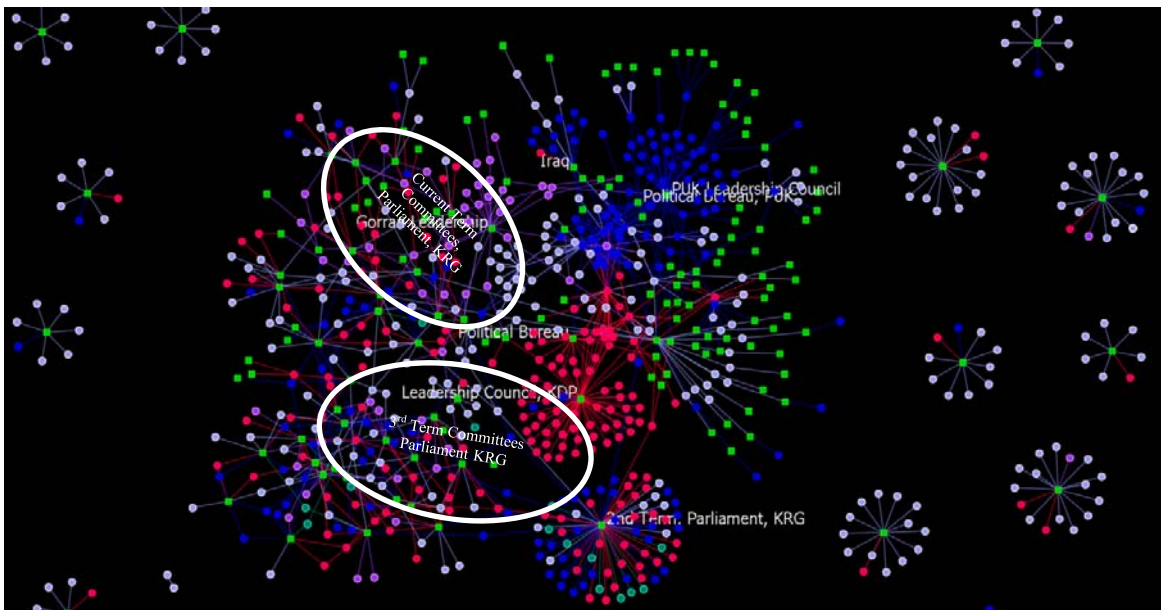 Iraq
PUK Leadership Council
Political Bureau, PUK
Current Term
Committees,
Parliament, KRG
Gorran Leadership
Political Bureau
Leadership Council, KDP
3rd Term Committees
Parliament KRG
2nd Term. Parliament, KRG